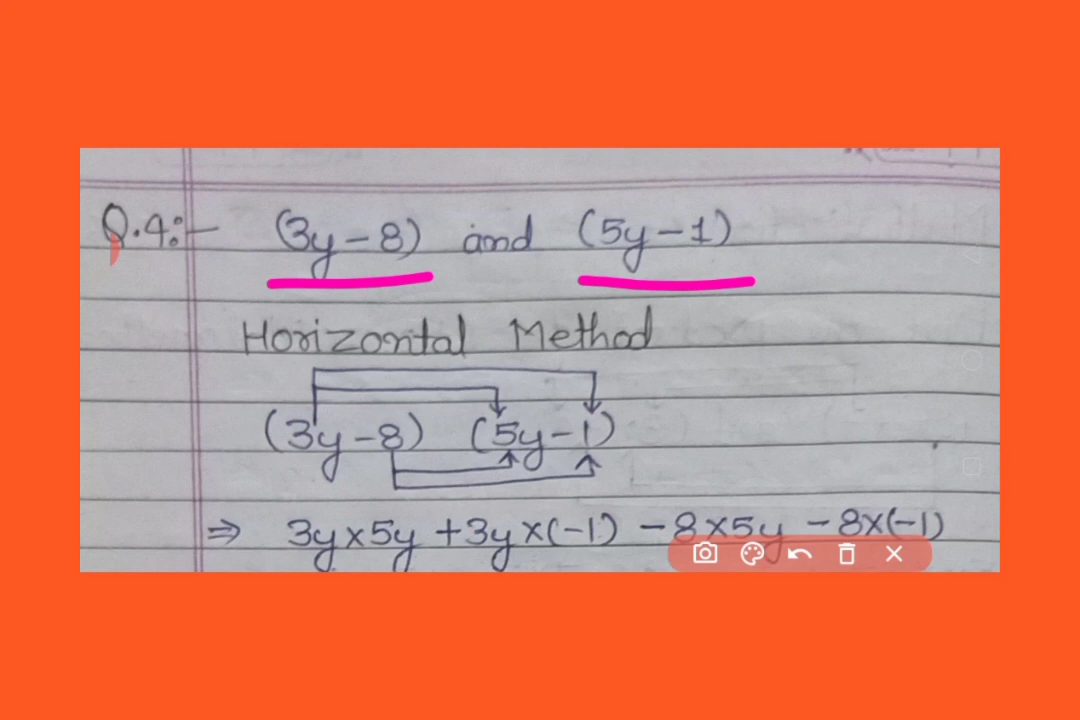 Q.4:- (3y-8) and (5y-1)
Horizontal Method
(3y-8) (5y-1)
⇒ 3y×5y +3y×(-1) -8×5y -8×(-1)